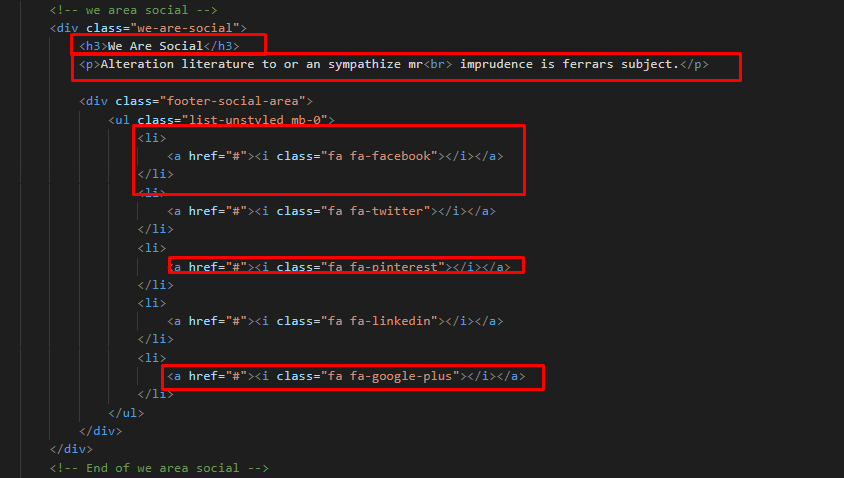 <!-- we area social -->
<div class="we-are-social">
<h3>We Are Social</h3>
<p>Alteration literature to or an sympathize mr<br> imprudence is ferrars subject.</p>
<div class="footer-social-area">
<ul class="list-unstyled mb-0">
<li>
<a href="#"><i class="fa fa-facebook"></i></a>
</li>
<li>
<a href="#"><i class="fa fa-twitter"></i></a>
</li>
<li>
<a href="#"><i class="fa fa-pinterest"></i></a>
</li>
<li>
<a href="#"><i class="fa fa-linkedin"></i></a>
</li>
<li>
<a href="#"><i class="fa fa-google-plus"></i></a>
</li>
</ul>
</div>
</div>
<!-- End of we area social -->